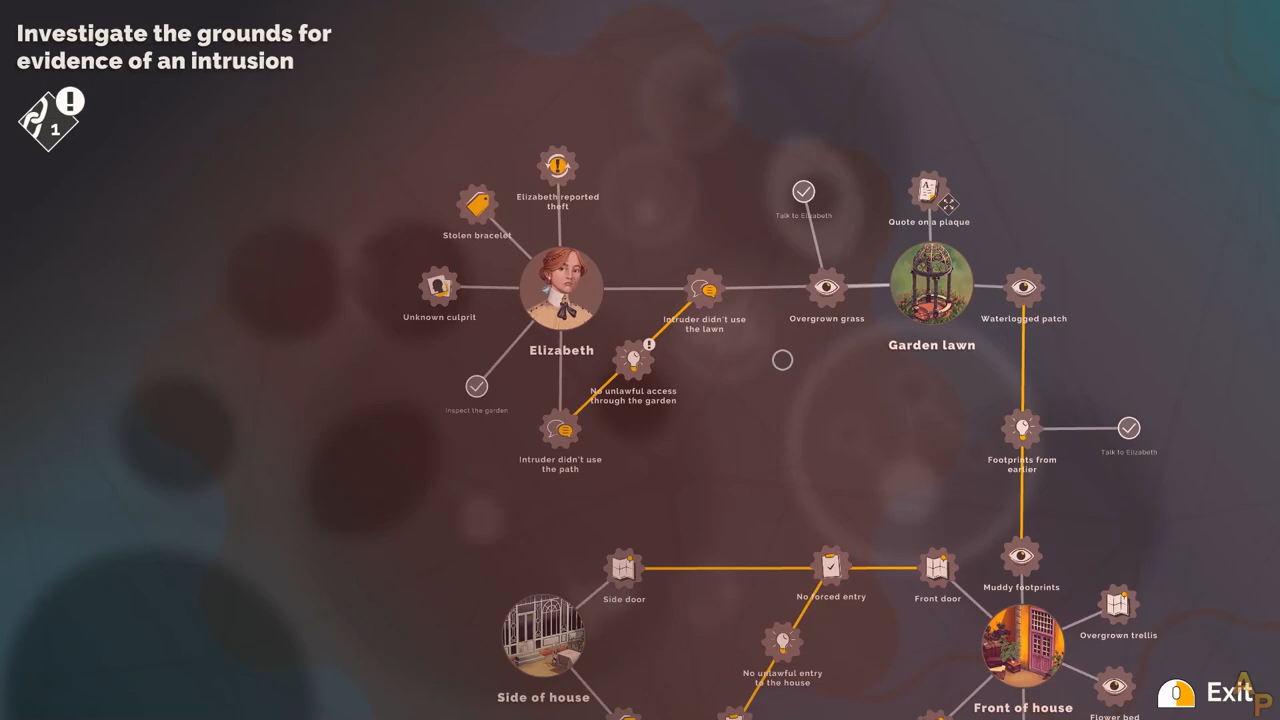 Investigate the grounds for
evidence of an intrusion
1
Elizabeth reported
theft
Stolen bracelet
Talk to Elizabeth
Quote on a plaque
Unknown culprit
Intruder didn't use
the lawn
Overgrown grass
Waterlogged patch
Elizabeth
Garden lawn
No unlawful access
through the garden
Inspect the garden
Intruder didn't use
the path
Footprints from
earlier
Talk to Elizabeth
Side door
No forced entry
Front door
Muddy footprints
Overgrown trellis
No unlawful entry
to the house
Side of house
Front of house
Flower bed
Exit
AP